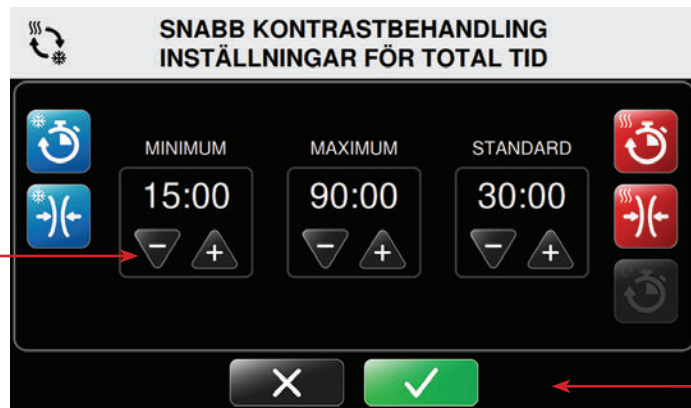 SNABB KONTRASTBEHANDLING
INSTÄLLNINGAR FÖR TOTAL TID
MINIMUM MAXIMUM STANDARD
15:00 90:00 30:00